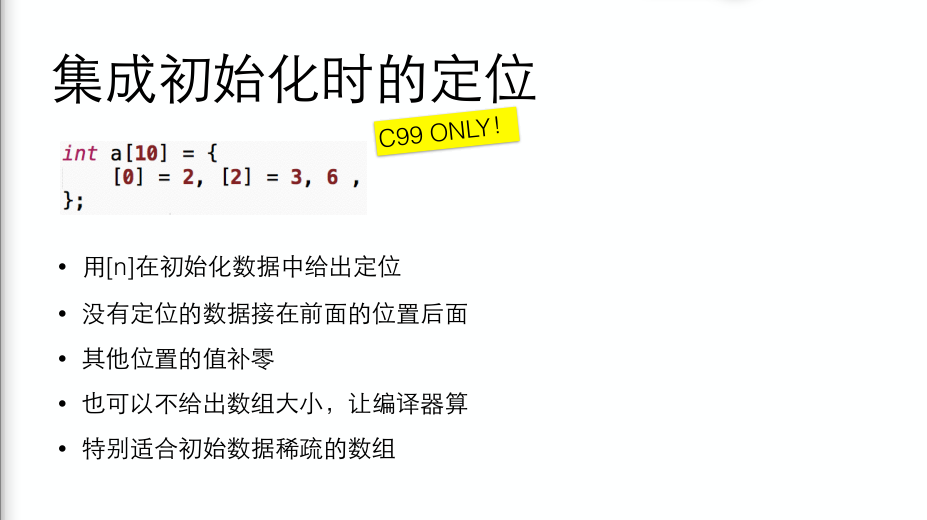 集成初始化时的定位
C99 ONLY!
int a[10] = {
[0] = 2, [2] = 3, 6 ,
};
• 用[n]在初始化数据中给出定位
• 没有定位的数据接在前面的位置后面
• 其他位置的值补零
• 也可以不给出数组大小，让编译器算
• 特别适合初始数据稀疏的数组